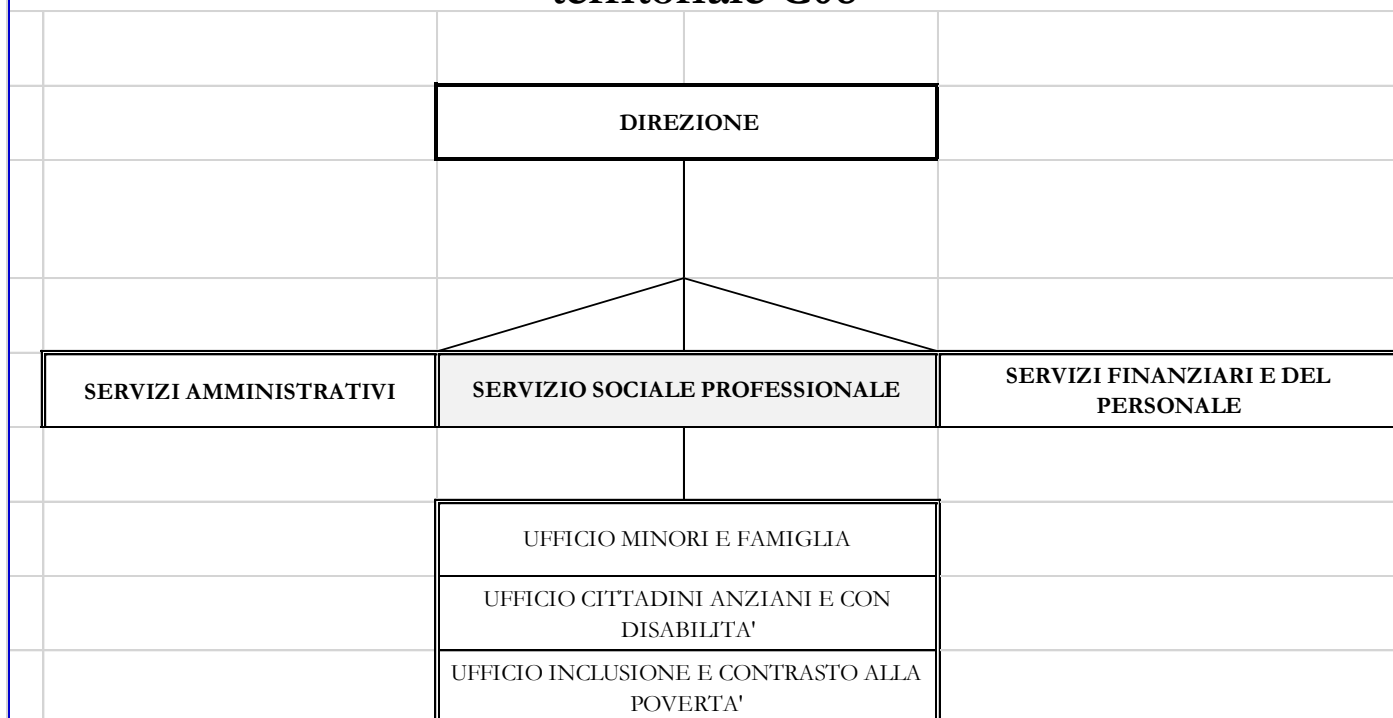 DIREZIONE
SERVIZI AMMINISTRATIVI
SERVIZIO SOCIALE PROFESSIONALE
SERVIZI FINANZIARI E DEL
PERSONALE
UFFICIO MINORI E FAMIGLIA
UFFICIO CITTADINI ANZIANI E CON
DISABILITA'
UFFICIO INCLUSIONE E CONTRASTO ALLA
POVERTA'